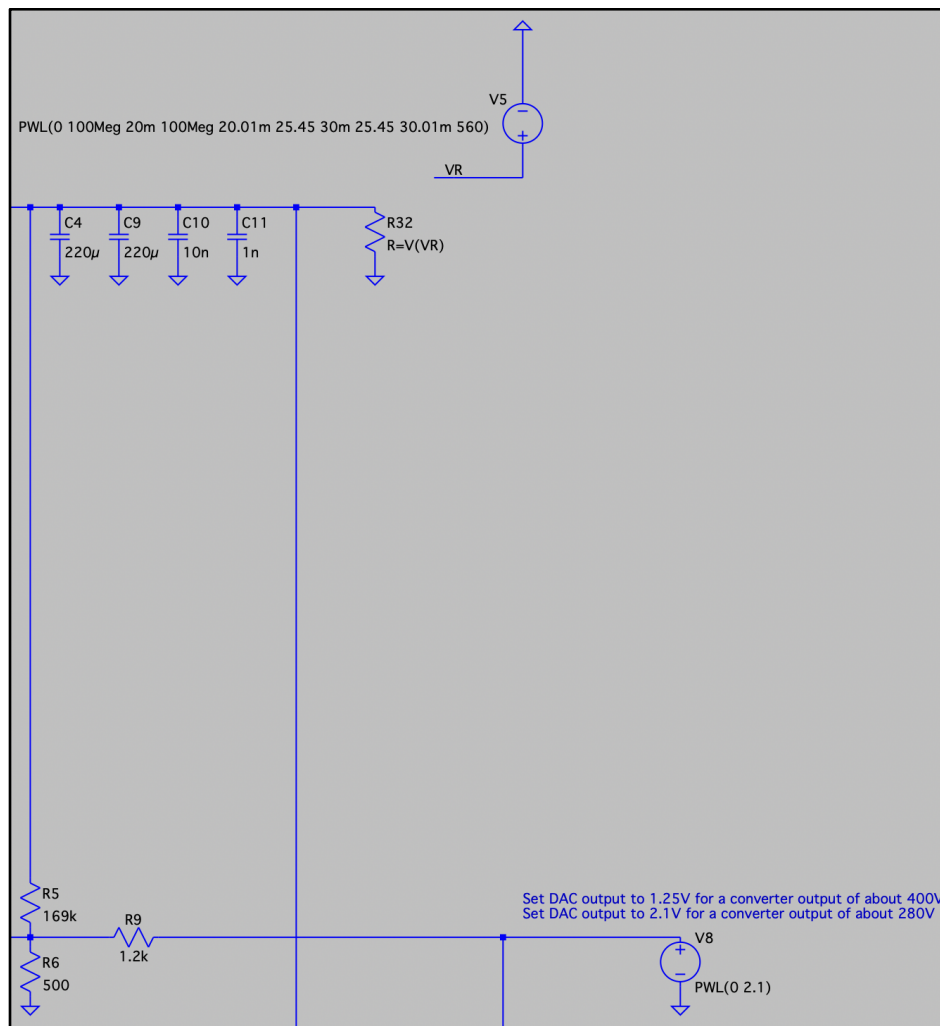 V5
PWL(0 100Meg 20m 100Meg 20.01m 25.45 30m 25.45 30.01m 560)
VR
C4
C9
C10
C11
R32
220µ
220µ
10n
1n
R=V(VR)
R5
169k
Set DAC output to 1.25V for a converter output of about 400V
Set DAC output to 2.1V for a converter output of about 280V
R9
V8
1.2k
R6
500
PWL(0 2.1)